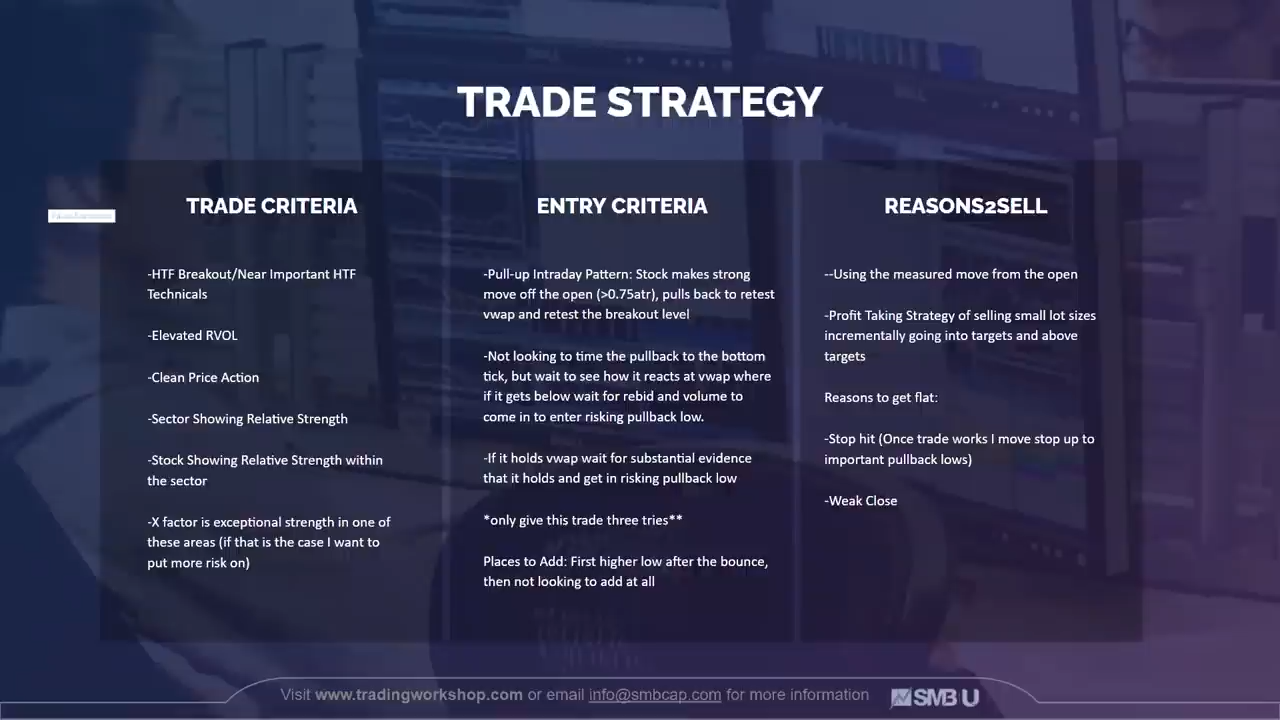 TRADE STRATEGY
TRADE CRITERIA
-HTF Breakout/Near Important HTF
Technicals
-Elevated RVOL
-Clean Price Action
-Sector Showing Relative Strength
-Stock Showing Relative Strength within
the sector
-X factor is exceptional strength in one of
these areas (if that is the case I want to
put more risk on)
ENTRY CRITERIA
-Pull-up Intraday Pattern: Stock makes strong
move off the open (>0.75atr), pulls back to retest
vwap and retest the breakout level
-Not looking to time the pullback to the bottom
tick, but wait to see how it reacts at vwap where
if it gets below wait for rebid and volume to
come in to enter risking pullback low.
-If it holds vwap wait for substantial evidence
that it holds and get in risking pullback low
*only give this trade three tries**
Places to Add: First higher low after the bounce,
then not looking to add at all
REASONS2SELL
--Using the measured move from the open
-Profit Taking Strategy of selling small lot sizes
incrementally going into targets and above
targets
Reasons to get flat:
-Stop hit (Once trade works I move stop up to
important pullback lows)
-Weak Close
Visit www.tradingworkshop.com or email info@smbcap.com for more information
SMB U